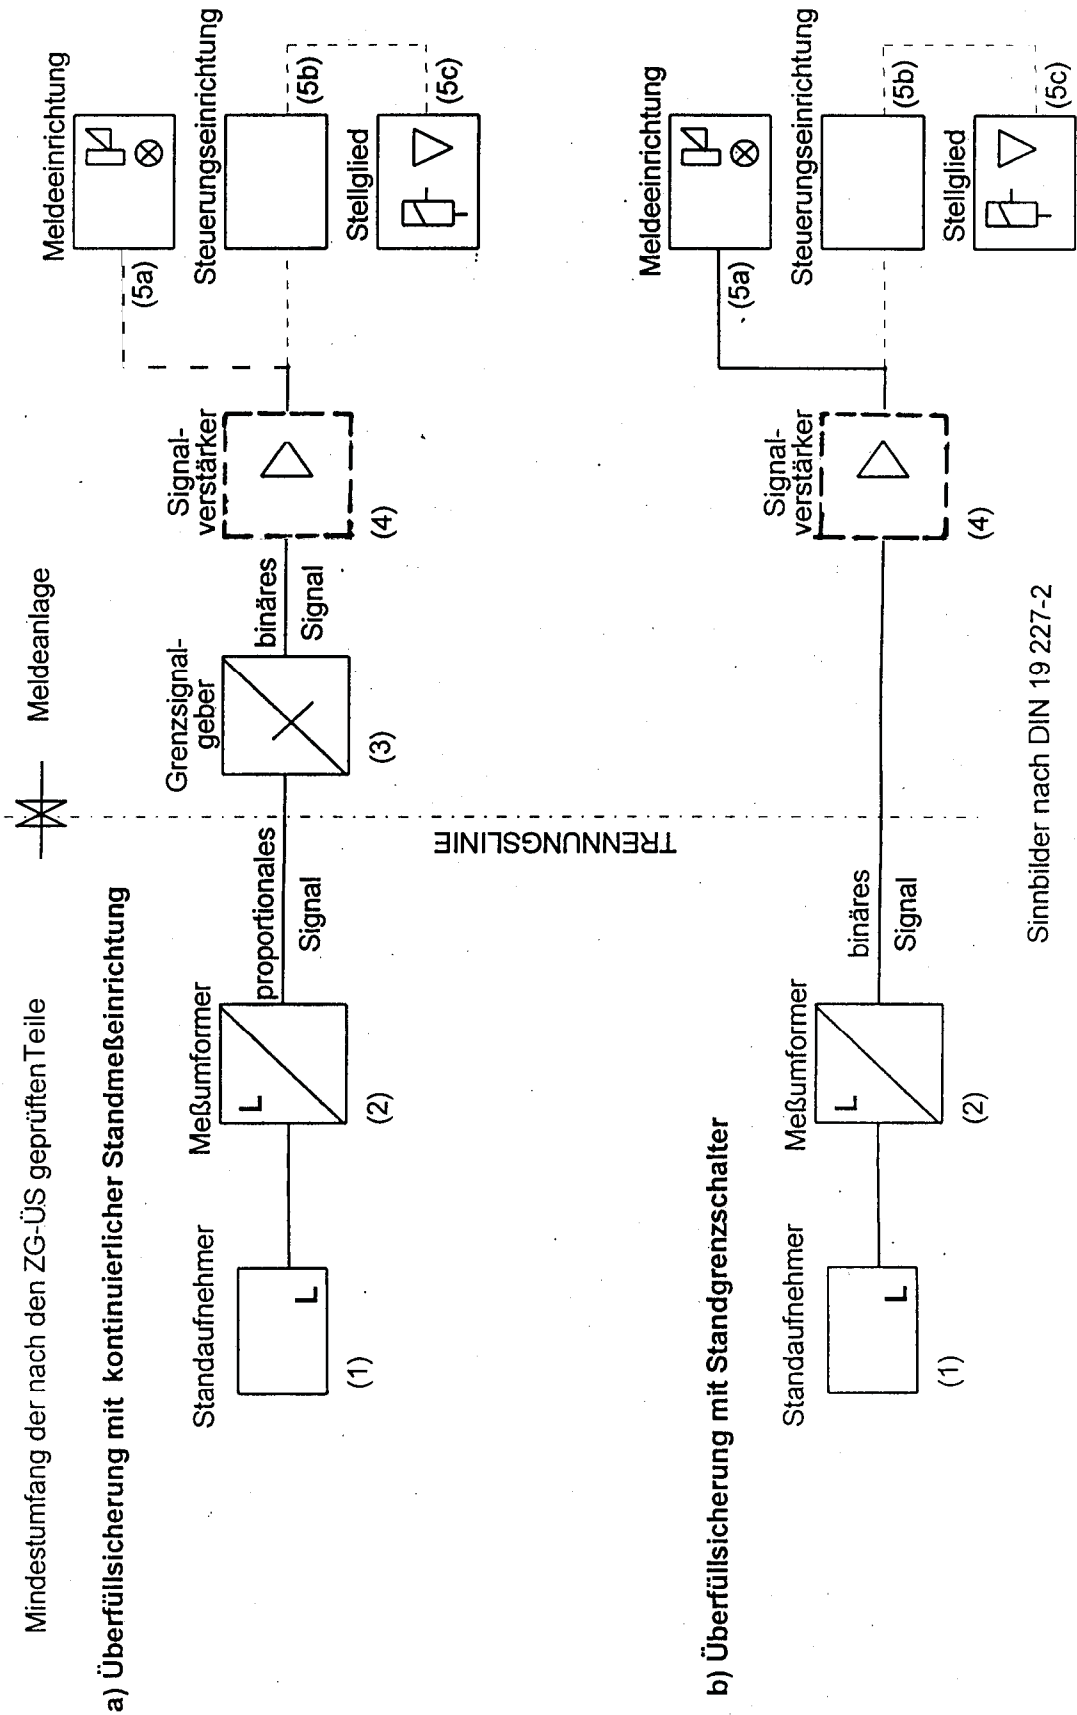 Mindestumfang der nach den ZG-ÜS geprüften Teile
Meldeanlage
a) Überfüllsicherung mit kontinuierlicher Standmeßeinrichtung
Standaufnehmer
L
(1)
Meßumformer
L
(2)
proportionales
Signal
Grenzsignal-
geber
(3)
binäres
Signal
Signal-
verstärker
(4)
Meldeeinrichtung
(5a)
Steuerungseinrichtung
(5b)
Stellglied
(5c)
TRENNUNGSLINIE
b) Überfüllsicherung mit Standgrenzschalter
Standaufnehmer
L
(1)
Meßumformer
L
(2)
binäres
Signal
Signal-
verstärker
(4)
Meldeeinrichtung
(5a)
Steuerungseinrichtung
(5b)
Stellglied
(5c)
Sinnbilder nach DIN 19 227-2